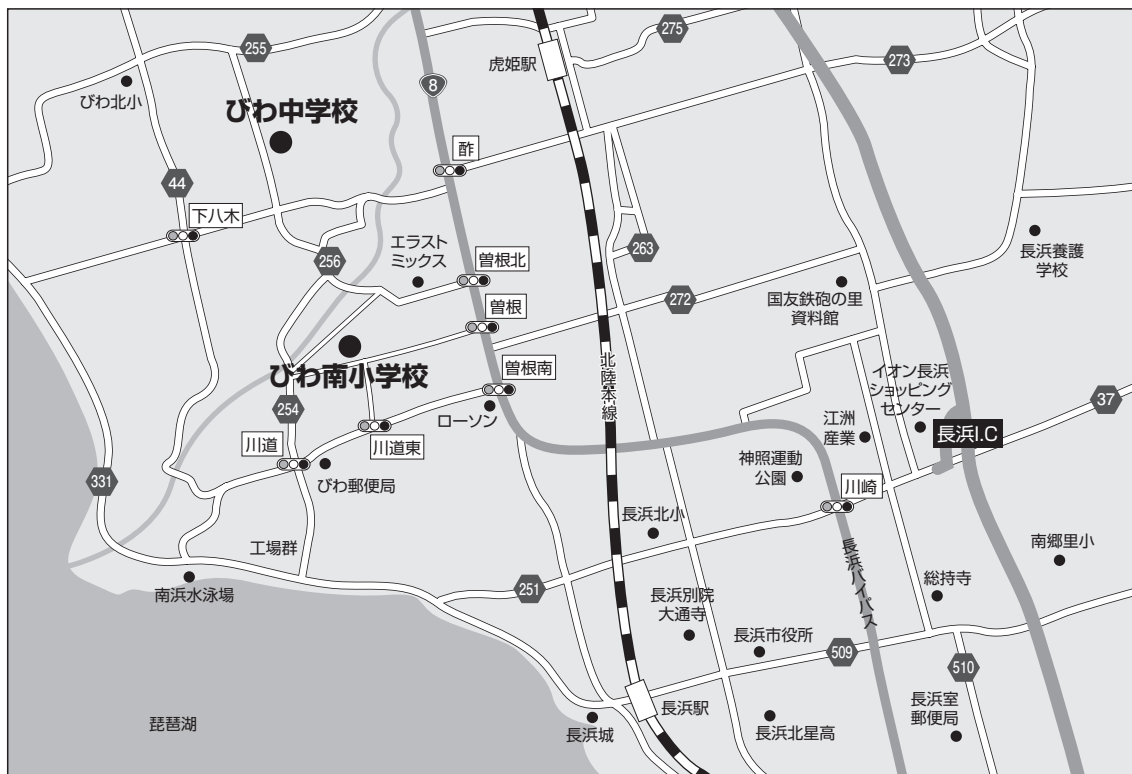 275
255
273
虎姫駅
8
びわ北小
びわ中学校
酢
44
下八木
エラスト
ミックス
256
曽根北
263
長浜養護
学校
272
国友鉄砲の里
資料館
曽根
びわ南小学校
曽根南
北陸本線
イオン長浜
ショッピング
センター
37
254
ローソン
江洲
産業
長浜I.C
川道
川道東
神照運動
公園
びわ郵便局
331
川崎
長浜北小
工場群
長浜バイパス
南郷里小
251
南浜水泳場
長浜別院
大通寺
総持寺
長浜市役所
509
510
長浜室
郵便局
長浜駅
琵琶湖
長浜城
長浜北星高